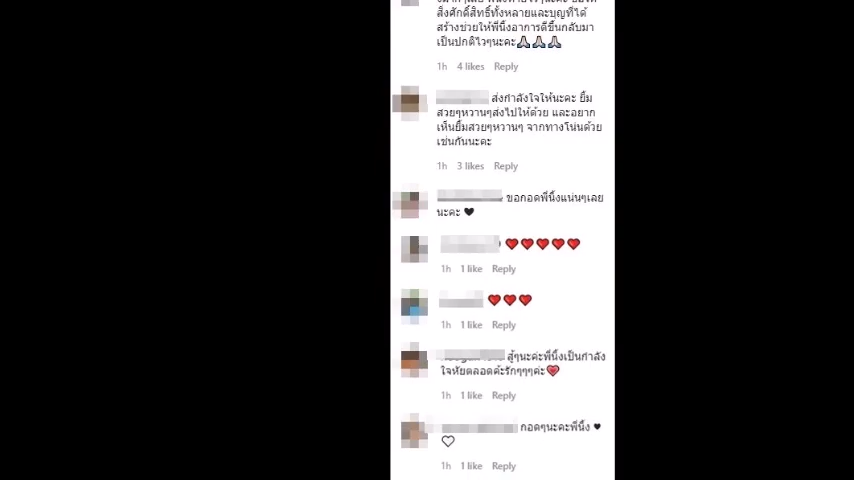 สิ่งศักดิ์สิทธิ์ทั้งหลายและบุญที่ได้
สร้างช่วยให้พี่นิ้งอาการดีขึ้นกลับมา
เป็นปกติไวๆนะคะ🙏🙏🙏
1h 4 likes Reply
ส่งกำลังใจให้นะคะ ยิ้ม
สวยๆหวานๆส่งไปให้ด้วย และอยาก
เห็นยิ้มสวยๆหวานๆ จากทางโน่นด้วย
เช่นกันนะคะ
1h 3 likes Reply
ขอกอดพี่นิ้งแน่นๆเลย
นะคะ 🖤
❤️❤️❤️❤️❤️
1h 1 like Reply
❤️❤️❤️
1h 1 like Reply
สู้ๆนะค่ะพี่นิ้งเป็นกำลัง
ใจหัยตลอดค้ะรักๆๆๆค่ะ💗
1h 1 like Reply
กอดๆนะคะพี่นิ้ง ♥
♡
1h 1 like Reply